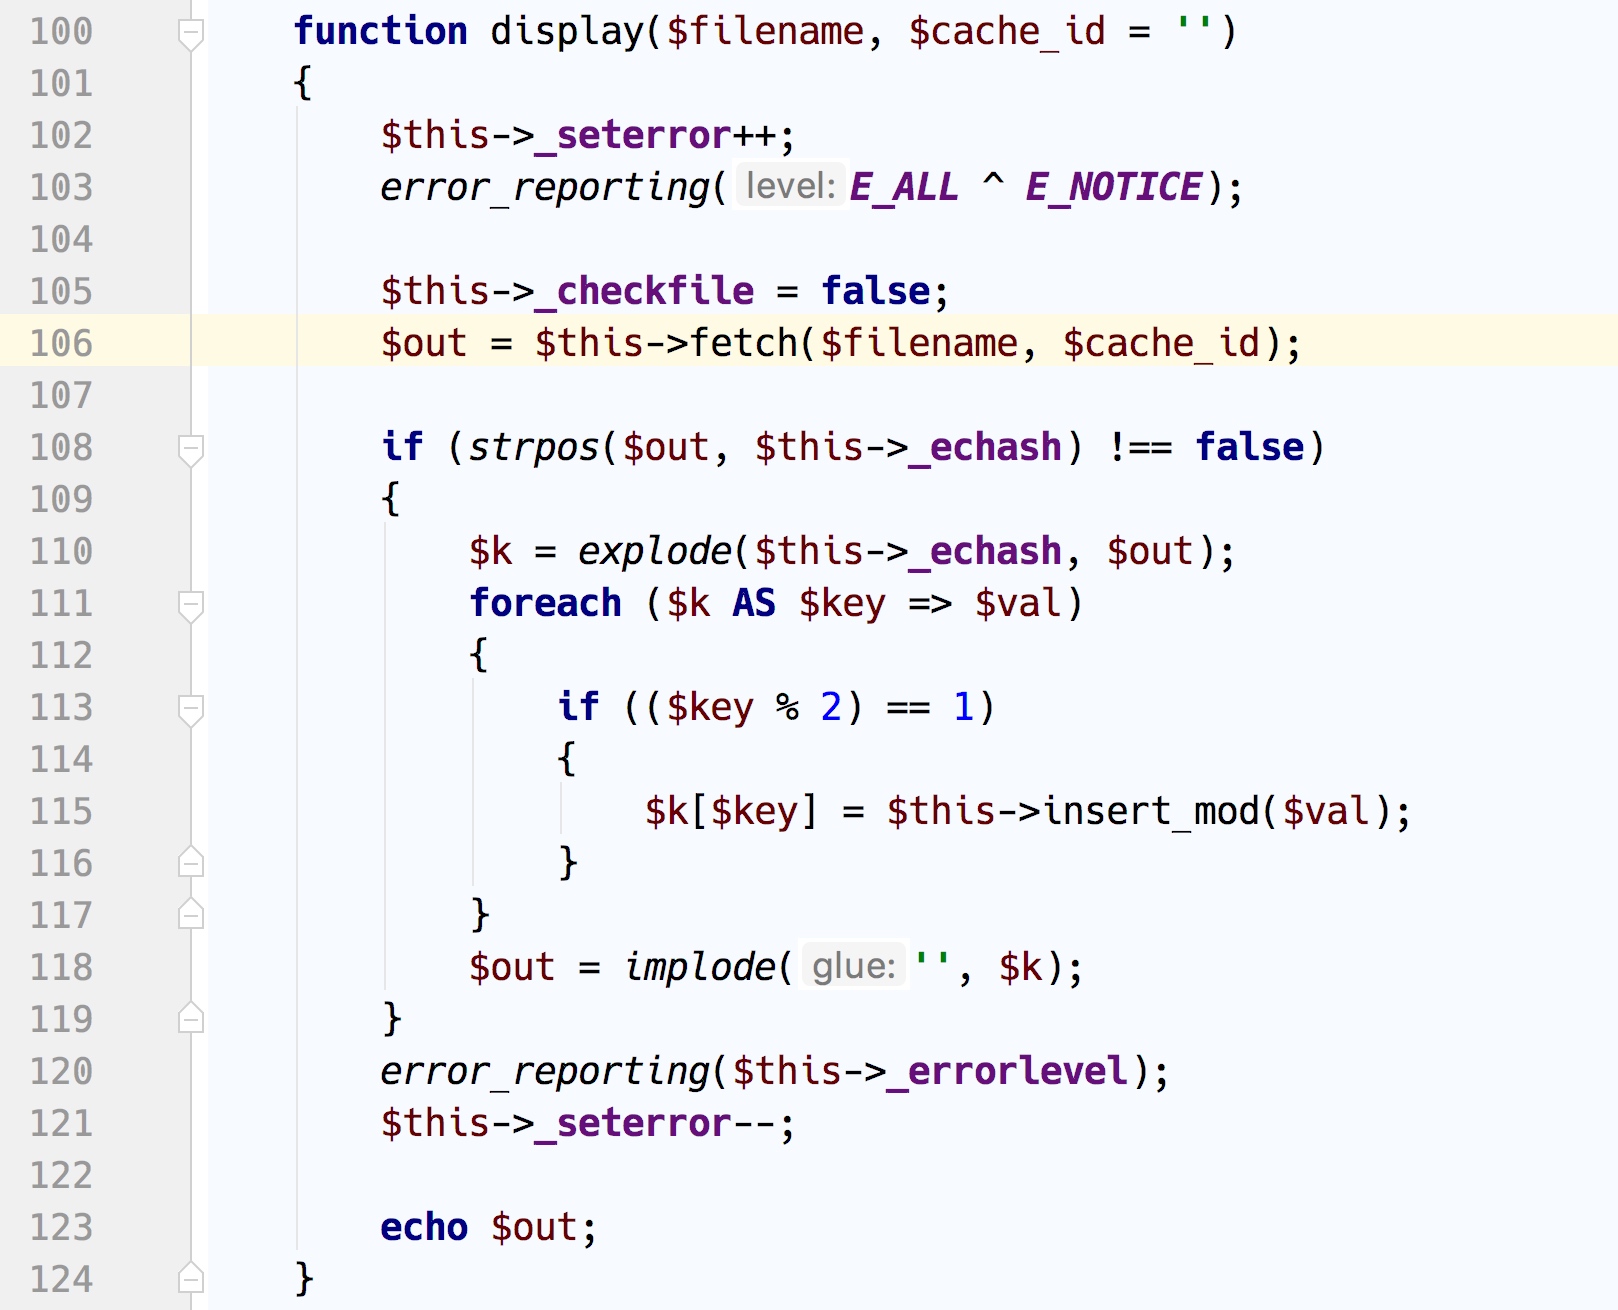 100 function display($filename, $cache_id = '')
101 {
102 $this->_seterror++;
103 error_reporting( level: E_ALL ^ E_NOTICE);
104
105 $this->_checkfile = false;
106 $out = $this->fetch($filename, $cache_id);
107
108 if (strpos($out, $this->_echash) !== false)
109 {
110 $k = explode($this->_echash, $out);
111 foreach ($k AS $key => $val)
112 {
113 if (($key % 2) == 1)
114 {
115 $k[$key] = $this->insert_mod($val);
116 }
117 }
118 $out = implode( glue: '', $k);
119 }
120 error_reporting($this->_errorlevel);
121 $this->_seterror--;
122
123 echo $out;
124 }